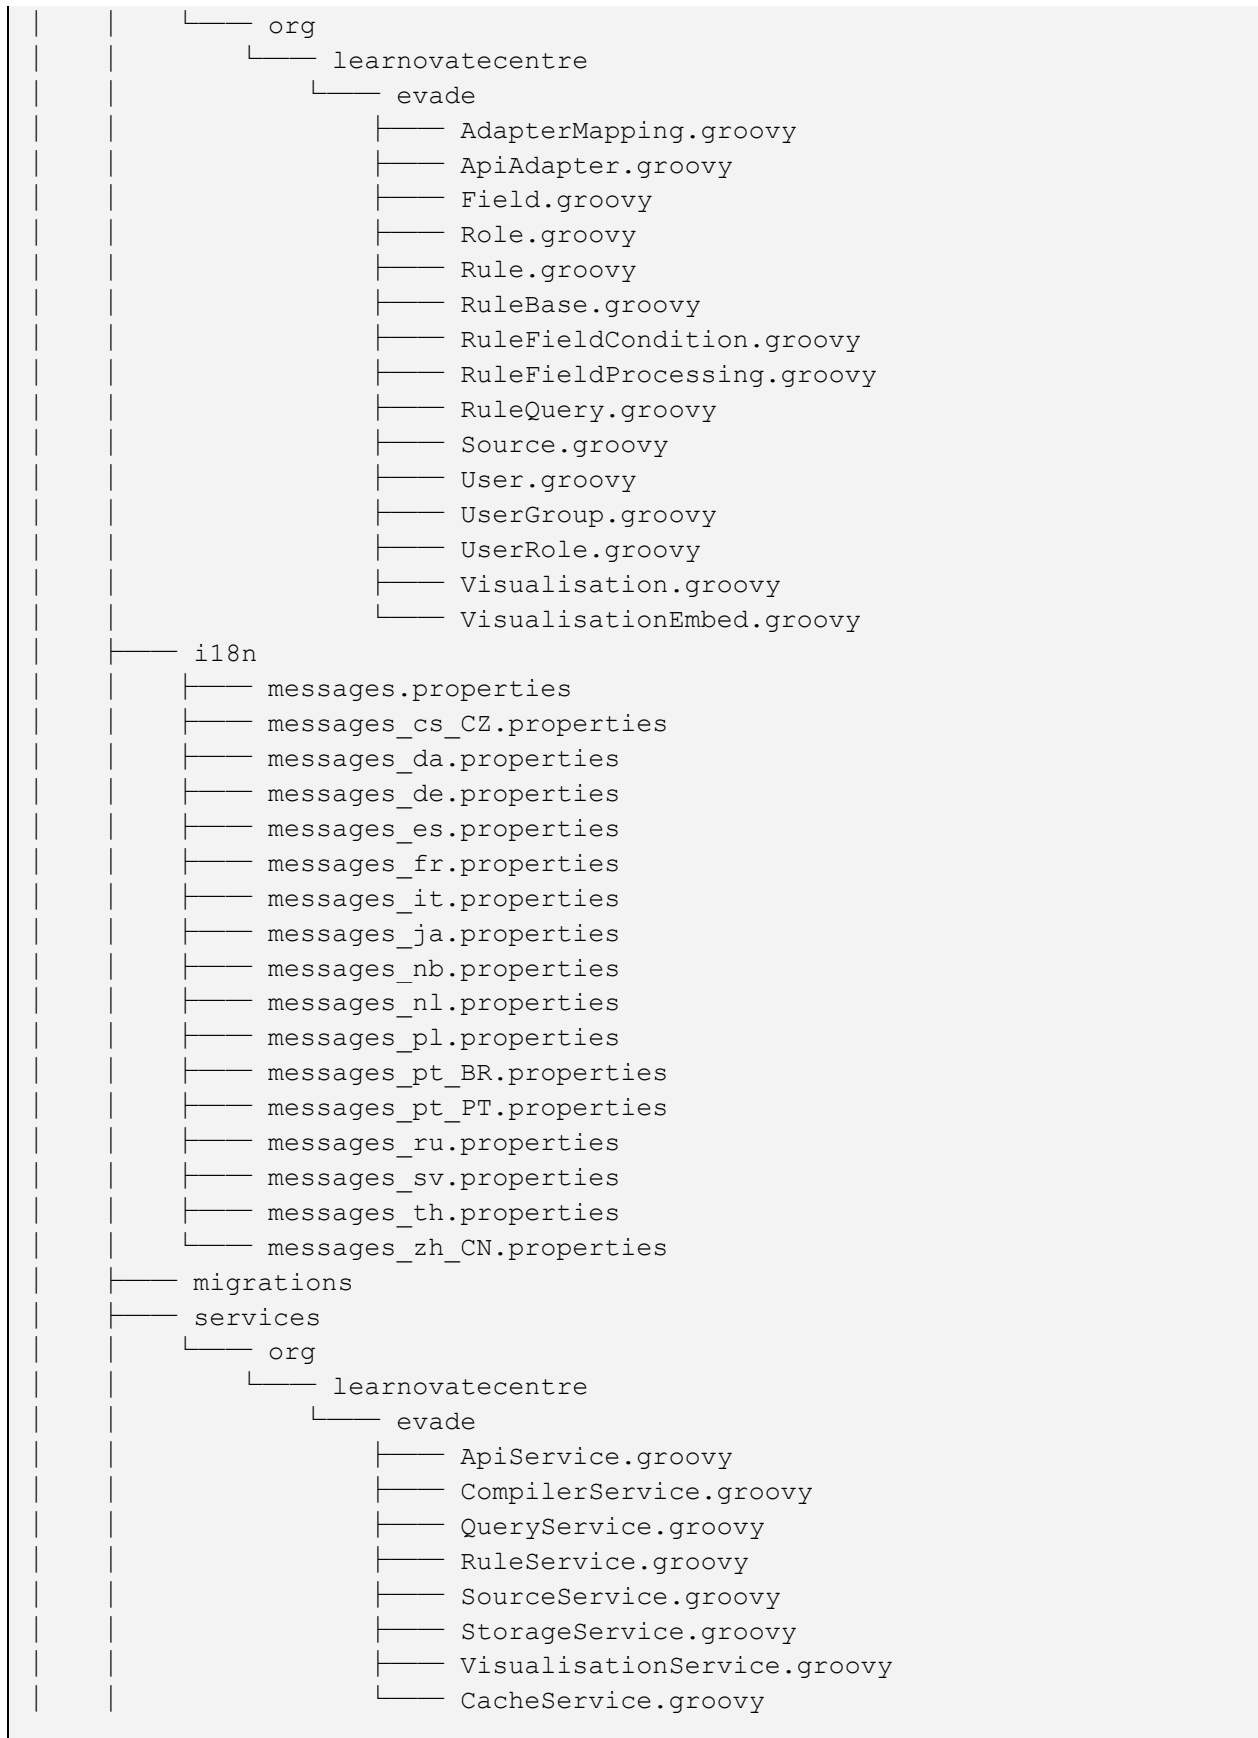 │ │ └─── org
│ │ └─── learnovatecentre
│ │ └─── evade
│ │ ├─── AdapterMapping.groovy
│ │ ├─── ApiAdapter.groovy
│ │ ├─── Field.groovy
│ │ ├─── Role.groovy
│ │ ├─── Rule.groovy
│ │ ├─── RuleBase.groovy
│ │ ├─── RuleFieldCondition.groovy
│ │ ├─── RuleFieldProcessing.groovy
│ │ ├─── RuleQuery.groovy
│ │ ├─── Source.groovy
│ │ ├─── User.groovy
│ │ ├─── UserGroup.groovy
│ │ ├─── UserRole.groovy
│ │ ├─── Visualisation.groovy
│ │ └─── VisualisationEmbed.groovy
│ ├─── i18n
│ │ ├─── messages.properties
│ │ ├─── messages_cs_CZ.properties
│ │ ├─── messages_da.properties
│ │ ├─── messages_de.properties
│ │ ├─── messages_es.properties
│ │ ├─── messages_fr.properties
│ │ ├─── messages_it.properties
│ │ ├─── messages_ja.properties
│ │ ├─── messages_nb.properties
│ │ ├─── messages_nl.properties
│ │ ├─── messages_pl.properties
│ │ ├─── messages_pt_BR.properties
│ │ ├─── messages_pt_PT.properties
│ │ ├─── messages_ru.properties
│ │ ├─── messages_sv.properties
│ │ ├─── messages_th.properties
│ │ └─── messages_zh_CN.properties
│ ├─── migrations
│ ├─── services
│ │ └─── org
│ │ └─── learnovatecentre
│ │ └─── evade
│ │ ├─── ApiService.groovy
│ │ ├─── CompilerService.groovy
│ │ ├─── QueryService.groovy
│ │ ├─── RuleService.groovy
│ │ ├─── SourceService.groovy
│ │ ├─── StorageService.groovy
│ │ ├─── VisualisationService.groovy
│ │ └─── CacheService.groovy